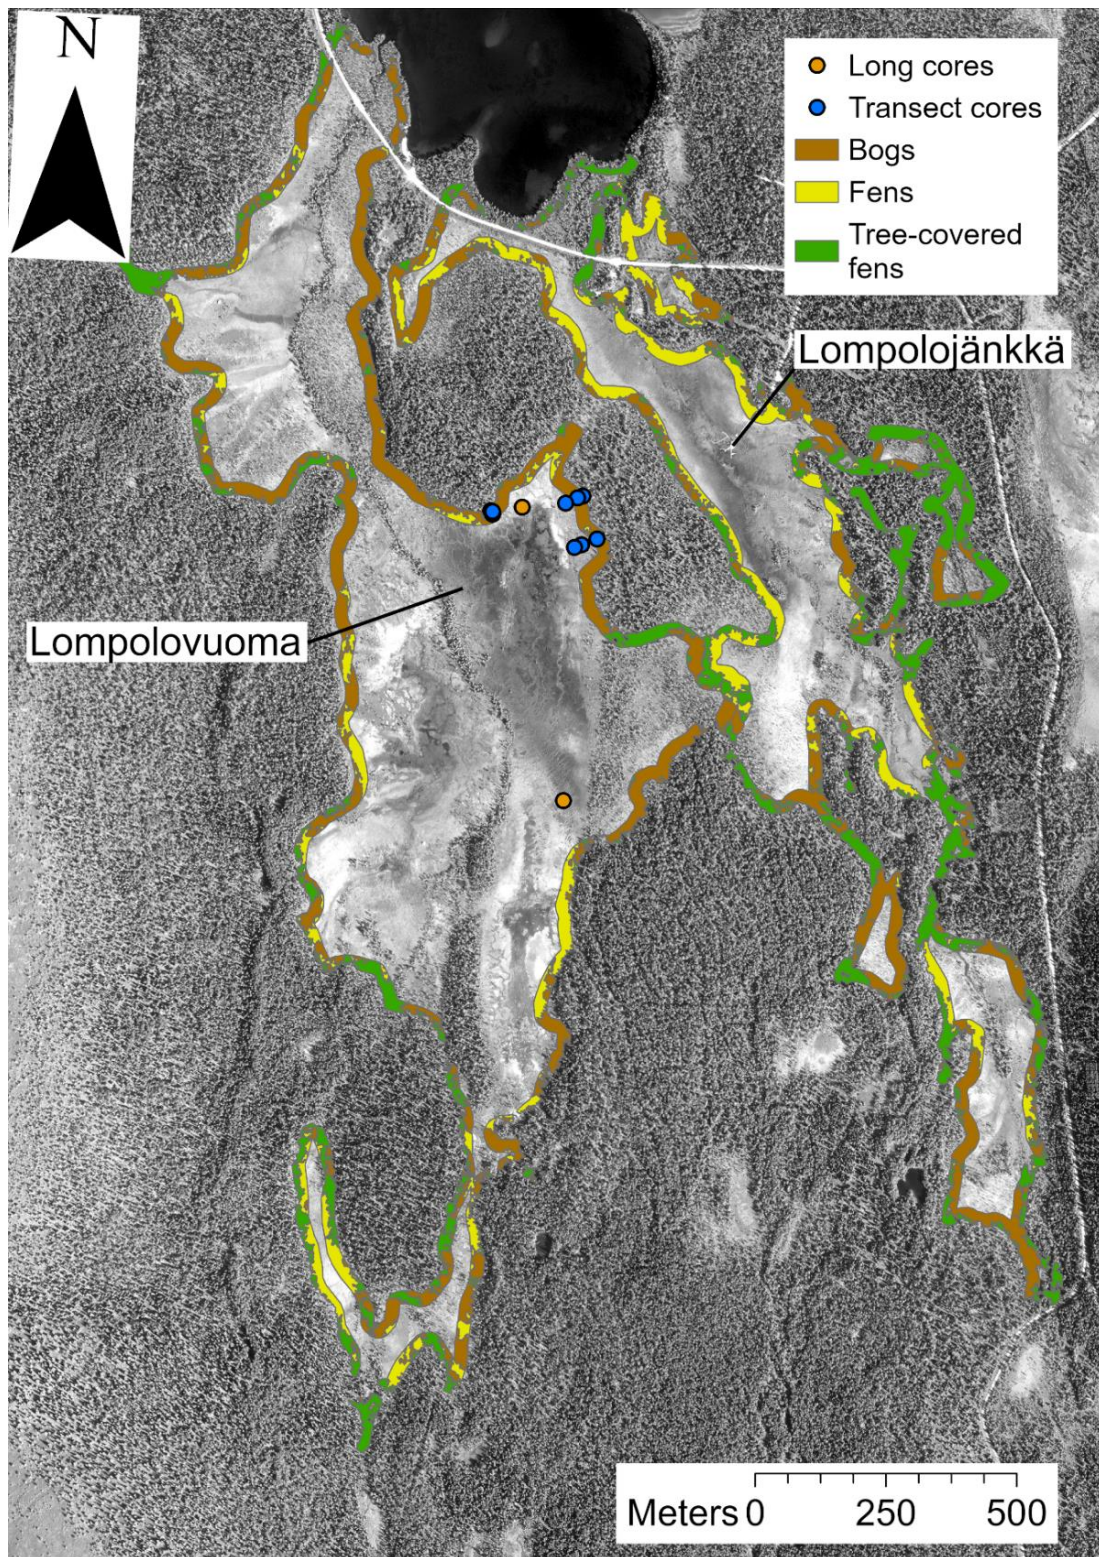 N
Long cores
Transect cores
Bogs
Fens
Tree-covered
fens
Lompolojänkkä
Lompolovuoma
Meters 0 250 500